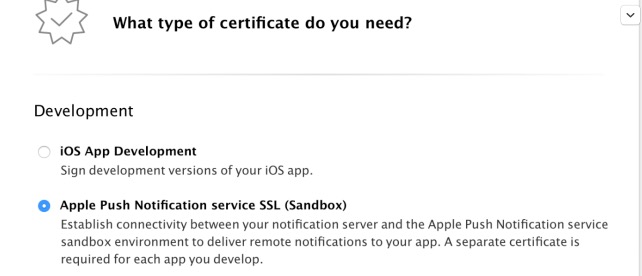 What type of certificate do you need?
Development
iOS App Development
Sign development versions of your iOS app.
Apple Push Notification service SSL (Sandbox)
Establish connectivity between your notification server and the Apple Push Notification service
sandbox environment to deliver remote notifications to your app. A separate certificate is
required for each app you develop.